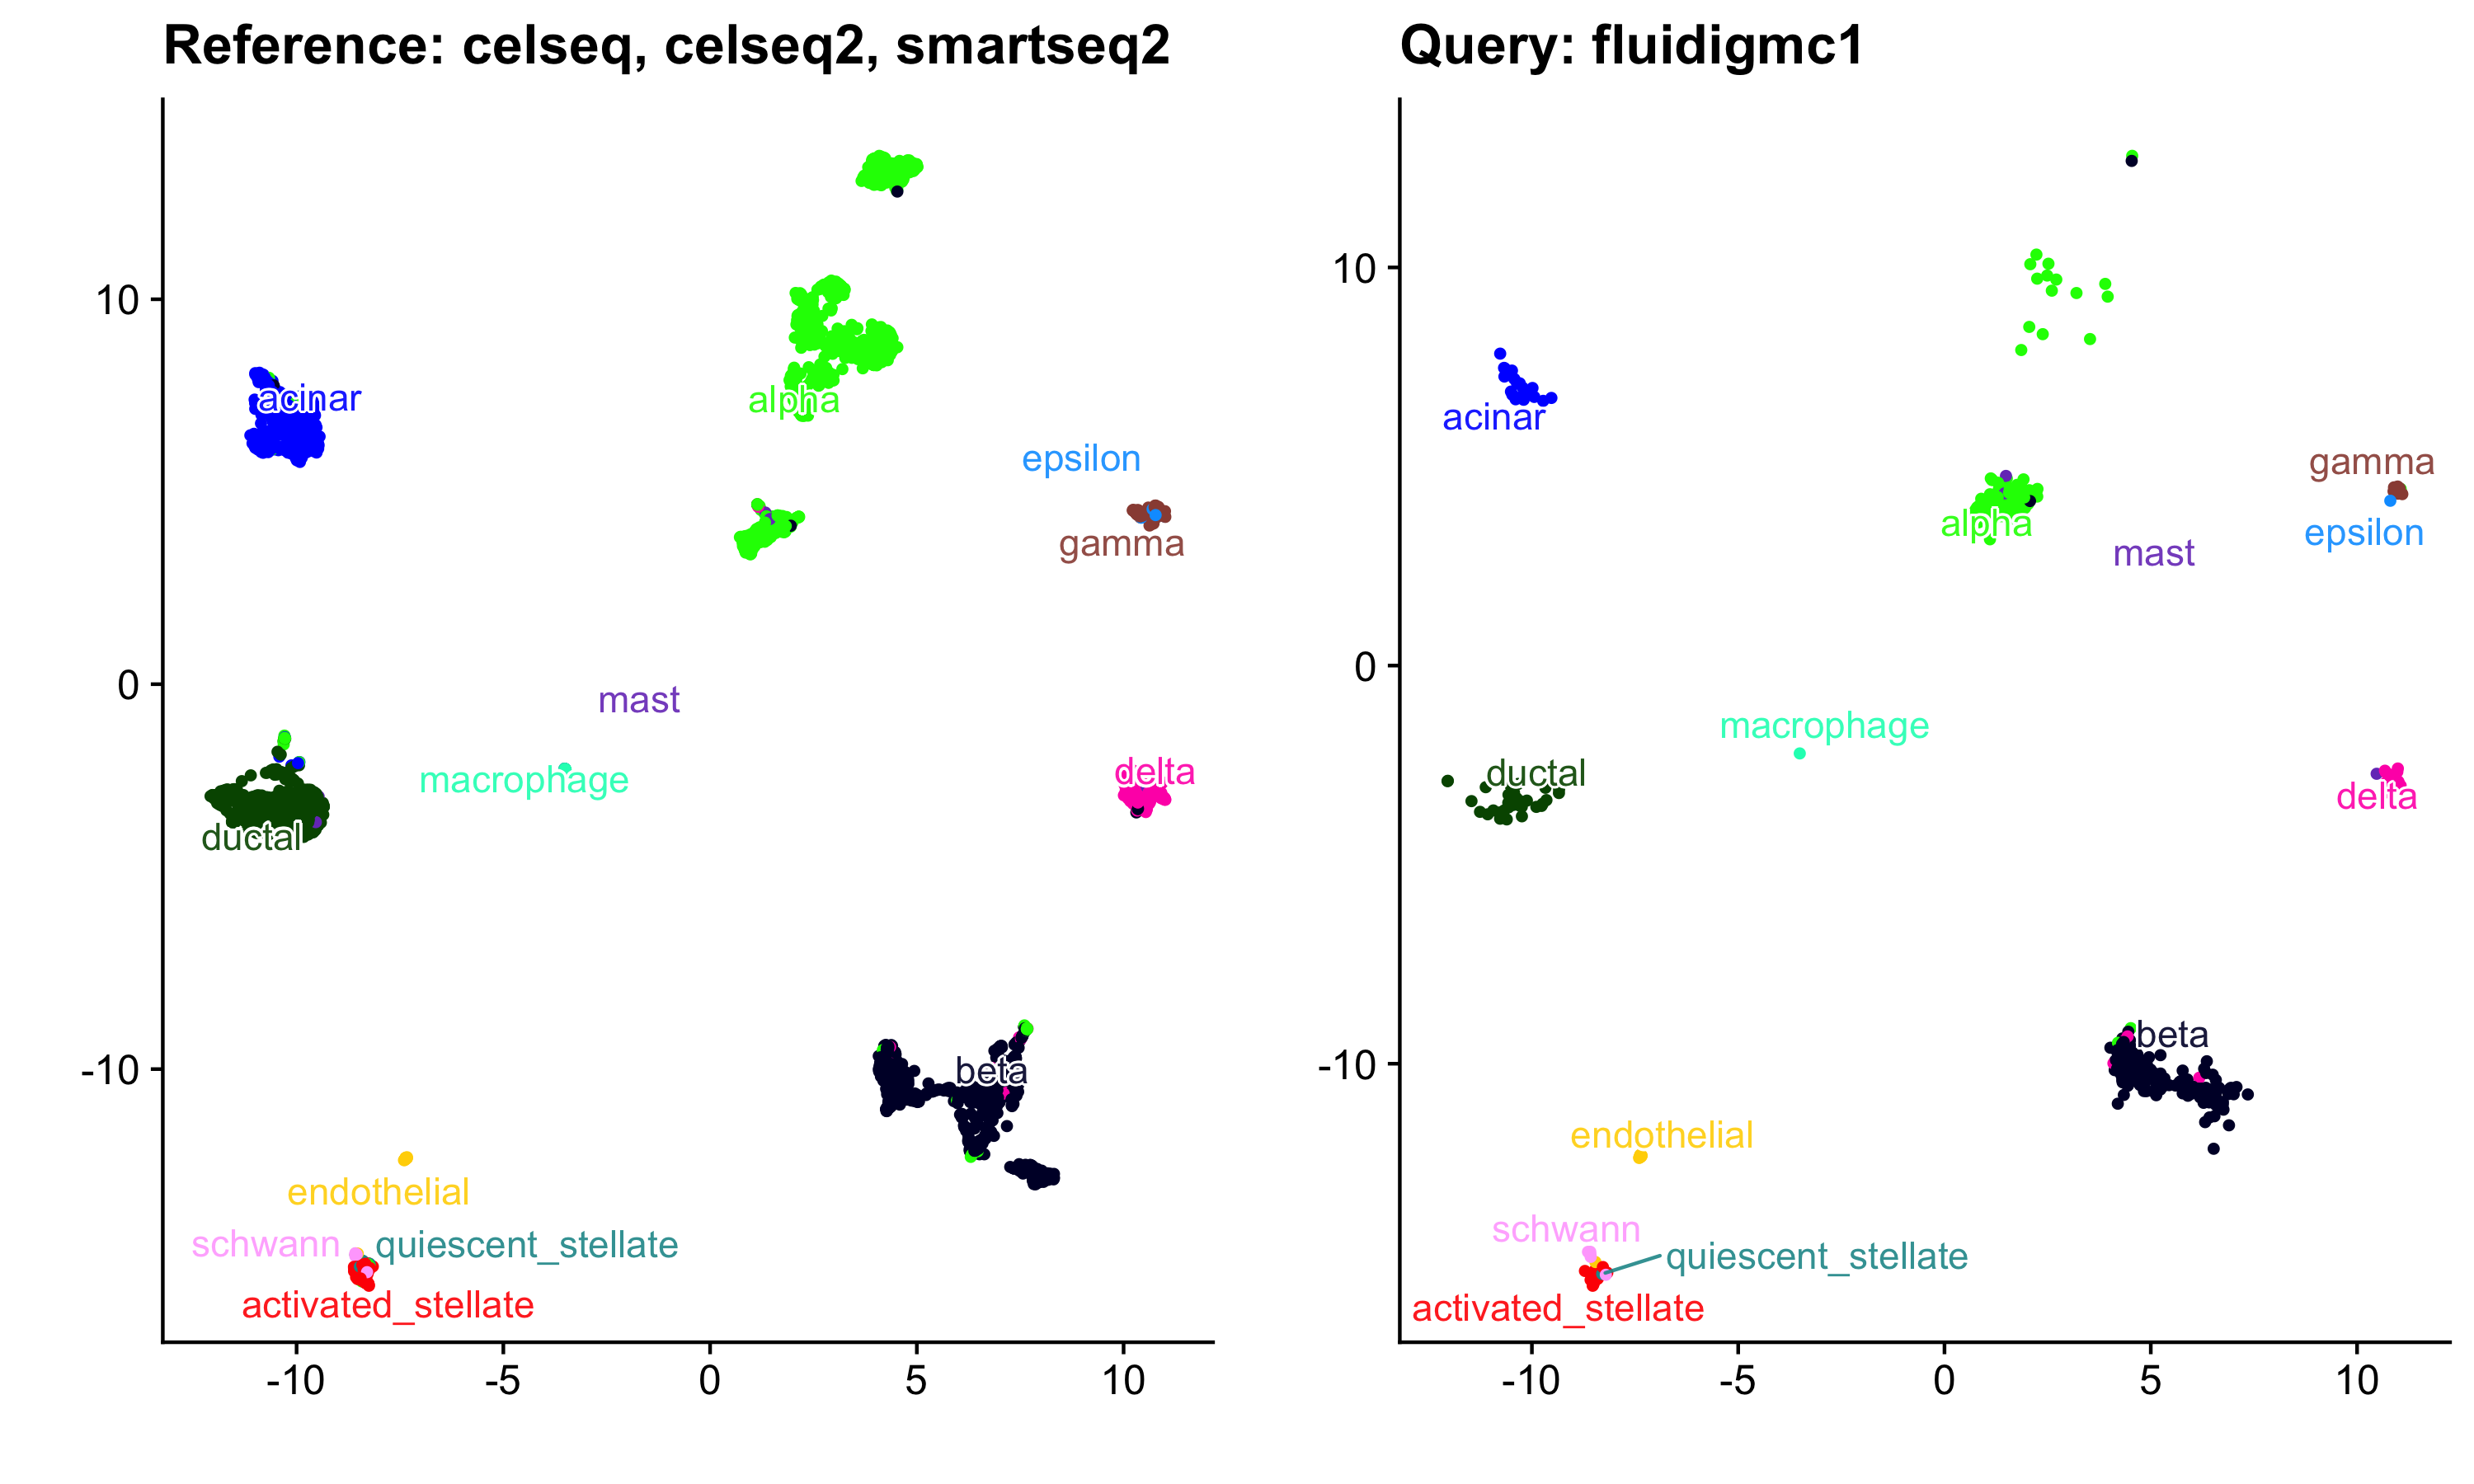 Reference: celseq, celseq2, smartseq2
10
0
-10
-10
-5
0
5
10
acinar
alpha
epsilon
gamma
mast
macrophage
delta
ductal
beta
endothelial
schwann
quiescent_stellate
activated_stellate
Query: fluidigmc1
10
0
-10
-10
-5
0
5
10
acinar
gamma
alpha
epsilon
mast
macrophage
ductal
delta
beta
endothelial
schwann
quiescent_stellate
activated_stellate